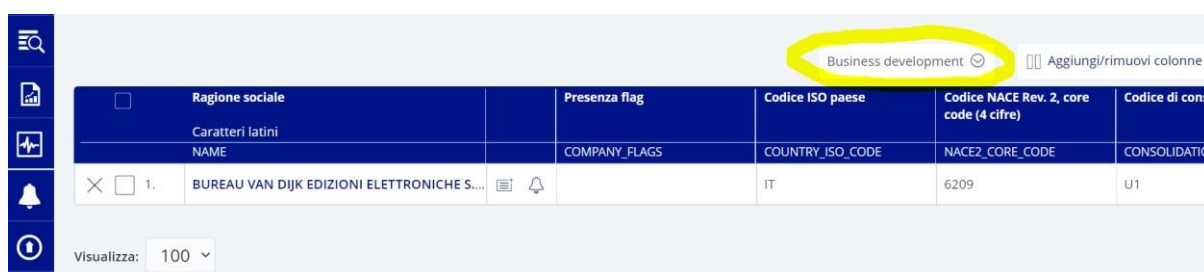 Business development
Aggiungi/rimuovi colonne
Ragione sociale
Presenza flag
Codice ISO paese
Codice NACE Rev. 2, core
code (4 cifre)
Codice di con
Caratteri latini
NAME
COMPANY_FLAGS
COUNTRY_ISO_CODE
NACE2_CORE_CODE
CONSOLIDATIO
1.
BUREAU VAN DIJK EDIZIONI ELETTRONICHE S....
IT
6209
U1
Visualizza: 100